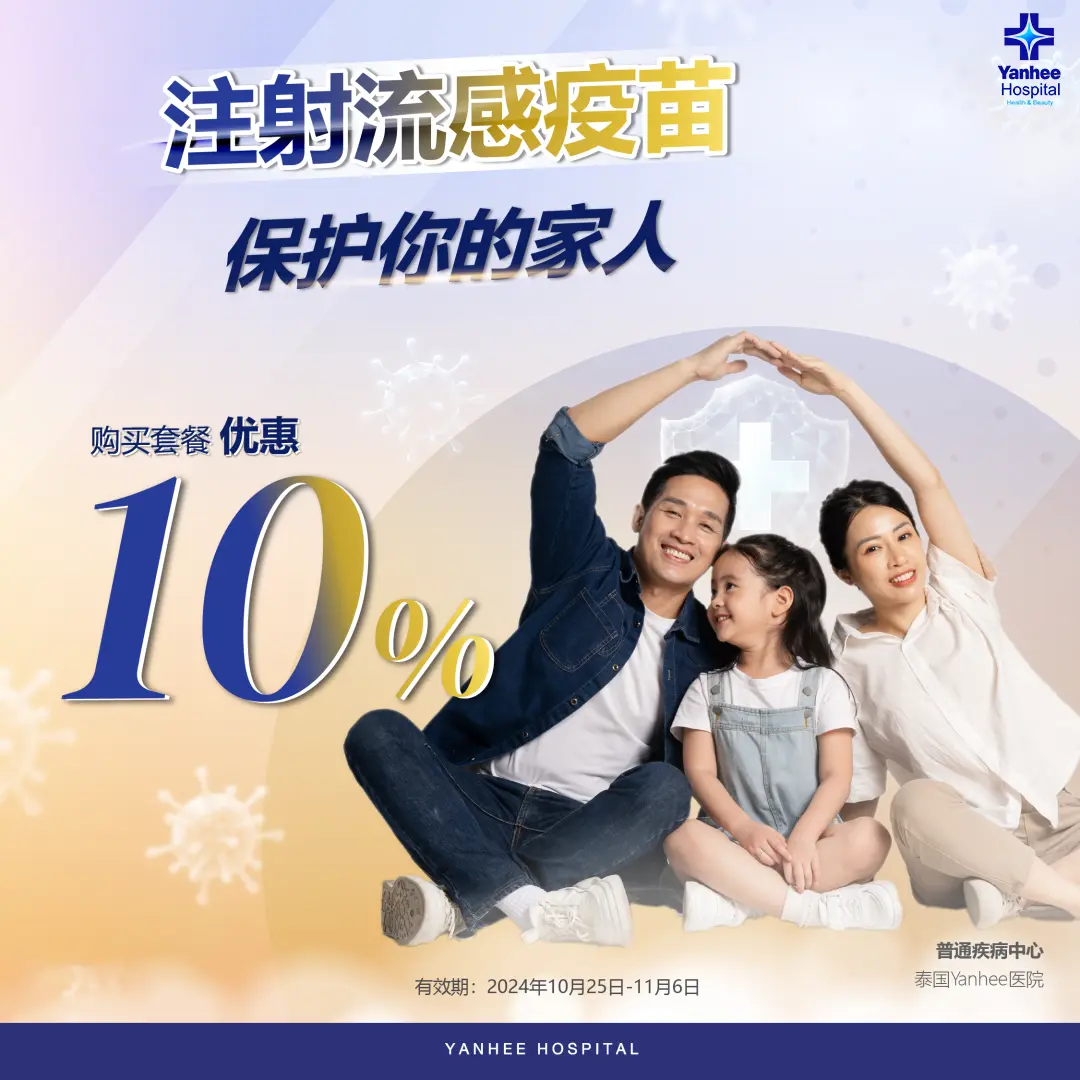 Yanhee
Hospital
Health & Beauty
注射流感疫苗
保护你的家人
购买套餐 优惠
10%
普通疾病中心
泰国Yanhee医院
有效期：2024年10月25日-11月6日
YANHEE HOSPITAL